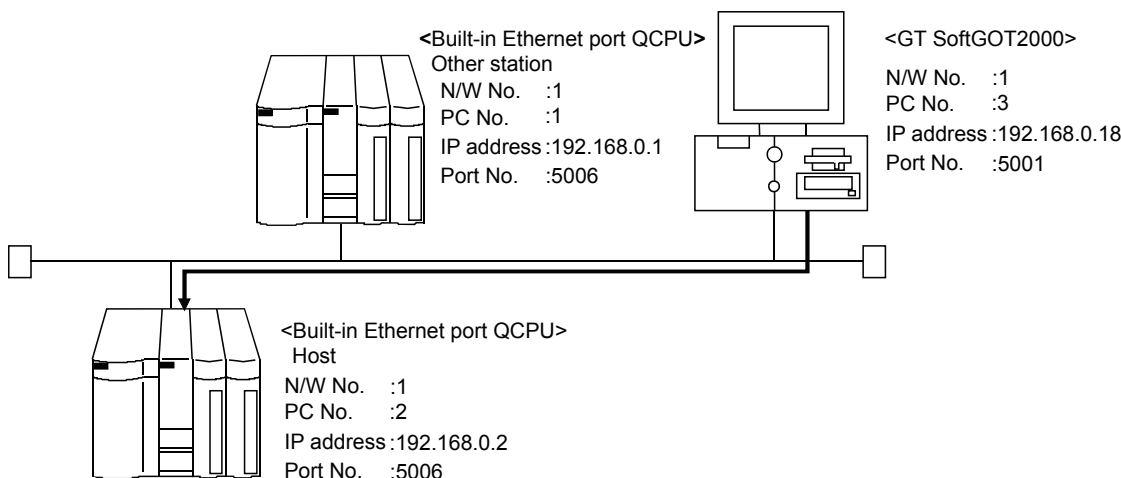 <Built-in Ethernet port QCPU>
Other station
N/W No. :1
PC No. :1
IP address :192.168.0.1
Port No. :5006
<GT SoftGOT2000>
N/W No. :1
PC No. :3
IP address :192.168.0.18
Port No. :5001
<Built-in Ethernet port QCPU>
Host
N/W No. :1
PC No. :2
IP address :192.168.0.2
Port No. :5006